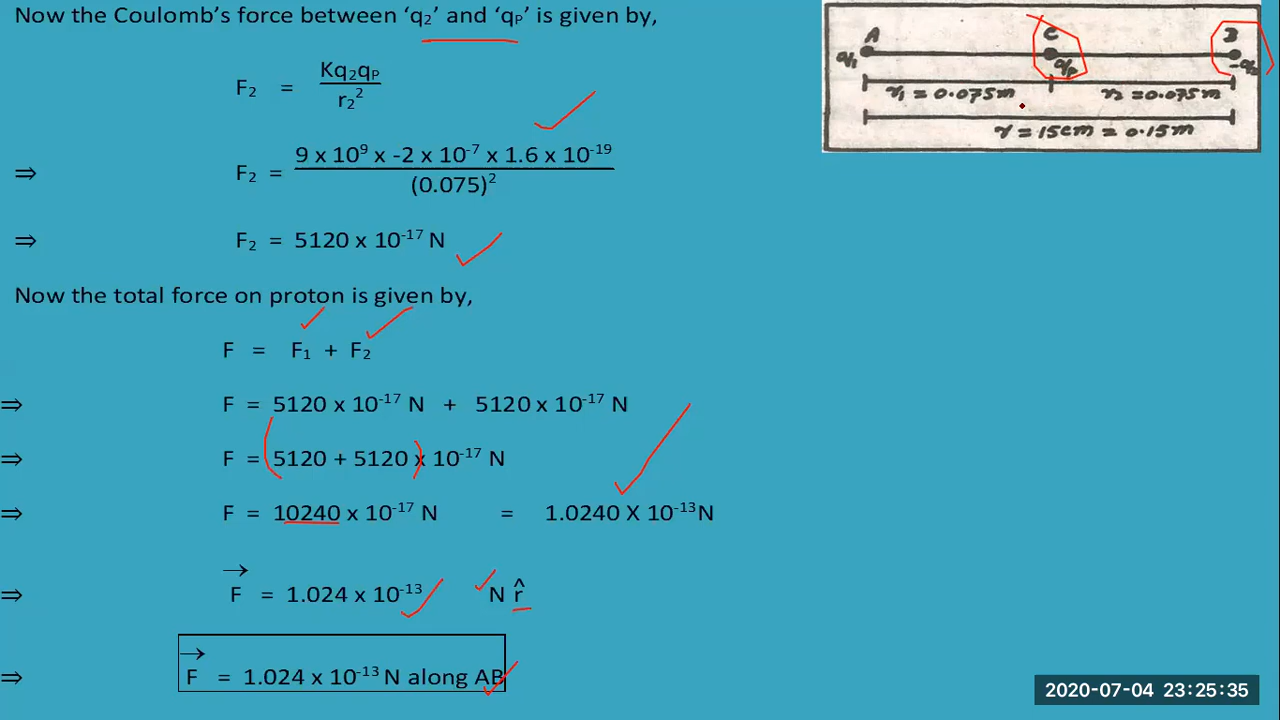 Now the Coulomb's force between ‘q₂’ and ‘qₚ’ is given by,
F₂ = Kq₂qₚ / r₂²
⇒ F₂ = 9 x 10⁹ x -2 x 10⁻⁷ x 1.6 x 10⁻¹⁹ / (0.075)²
⇒ F₂ = 5120 x 10⁻¹⁷ N
Now the total force on proton is given by,
F = F₁ + F₂
⇒ F = 5120 x 10⁻¹⁷ N + 5120 x 10⁻¹⁷ N
⇒ F = 5120 + 5120 x 10⁻¹⁷ N
⇒ F = 10240 x 10⁻¹⁷ N = 1.0240 X 10⁻¹³N
⇒ F⃗ = 1.024 x 10⁻¹³ N r̂
⇒ F⃗ = 1.024 x 10⁻¹³ N along AB
A C B
q₁ qₚ -q₂
r₁ = 0.075m r₂ = 0.075m
r = 15cm = 0.15m
2020-07-04 23:25:35